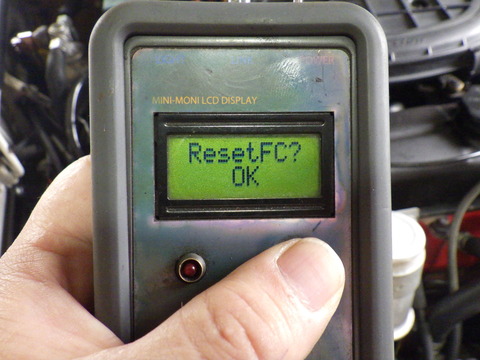 MINI-MONI LCD DISPLAY
ResetFC?
OK